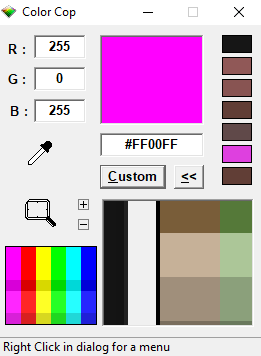 Color Cop
R : 255
G : 0
B : 255
#FF00FF
Custom <<
Right Click in dialog for a menu